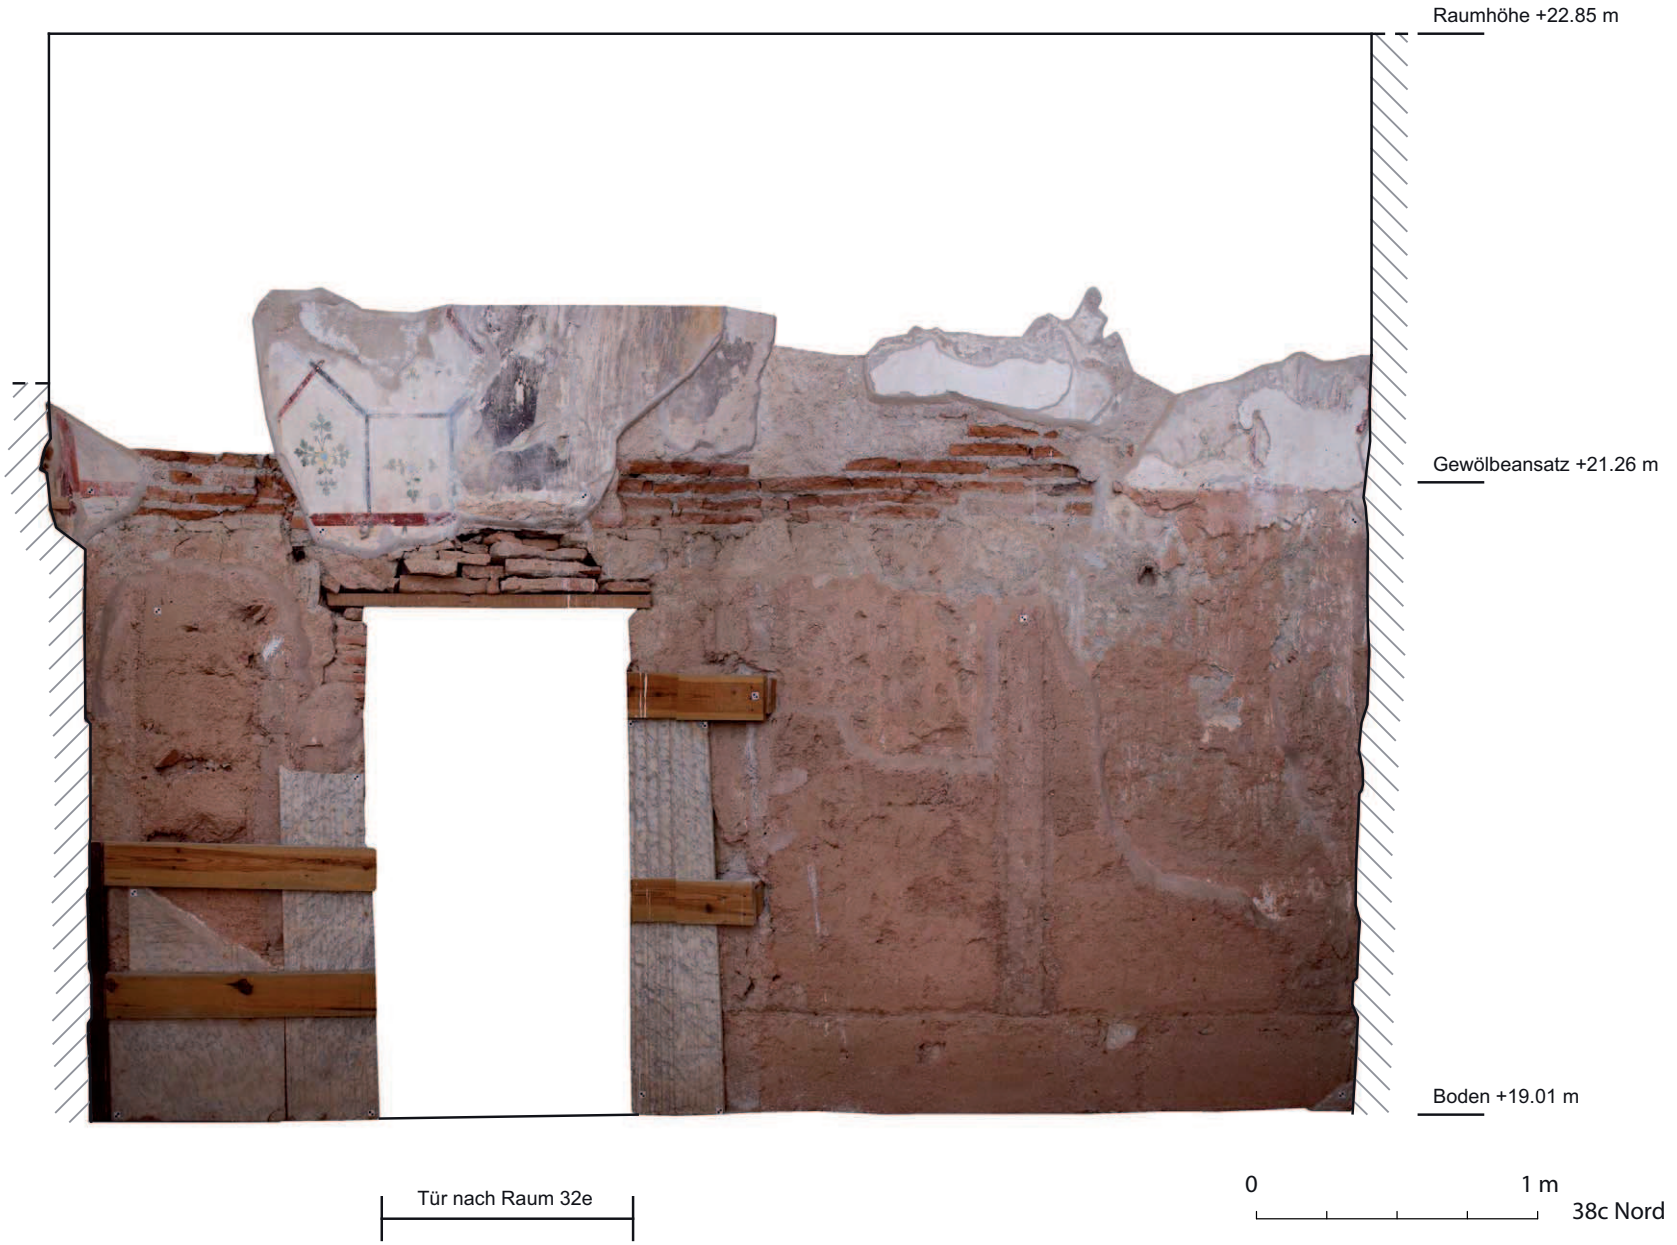 Raumhöhe +22.85 m
Gewölbeansatz +21.26 m
Boden +19.01 m
Tür nach Raum 32e
0 1 m
38c Nord